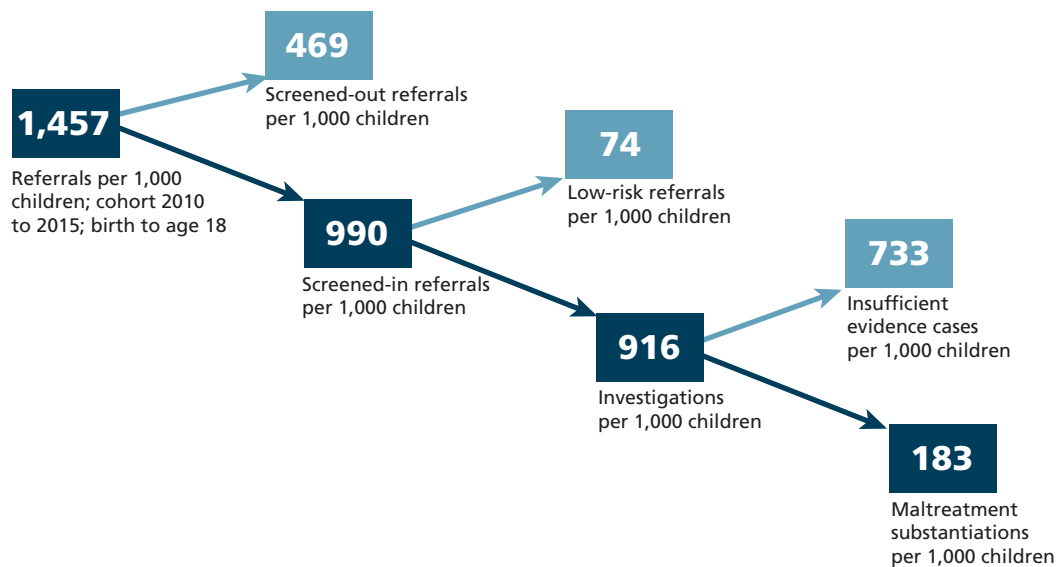 469
Screened-out referrals
per 1,000 children
1,457
Referrals per 1,000
children; cohort 2010
to 2015; birth to age 18
74
Low-risk referrals
per 1,000 children
990
Screened-in referrals
per 1,000 children
733
Insufficient
evidence cases
per 1,000 children
916
Investigations
per 1,000 children
183
Maltreatment
substantiations
per 1,000 children